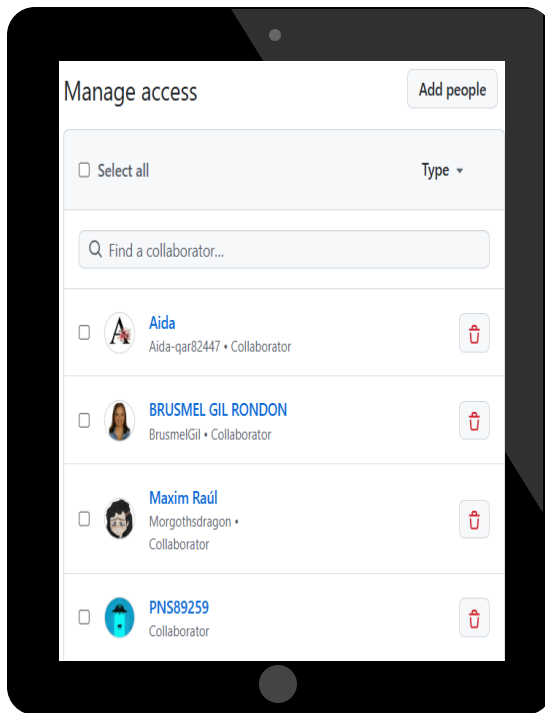 Manage access
Add people
Select all
Type
Find a collaborator...
A
Aida
Aida-qar82447 • Collaborator
BRUSMEL GIL RONDON
BrusmelGil • Collaborator
Maxim Raúl
Morgothsdragon •
Collaborator
PNS89259
Collaborator